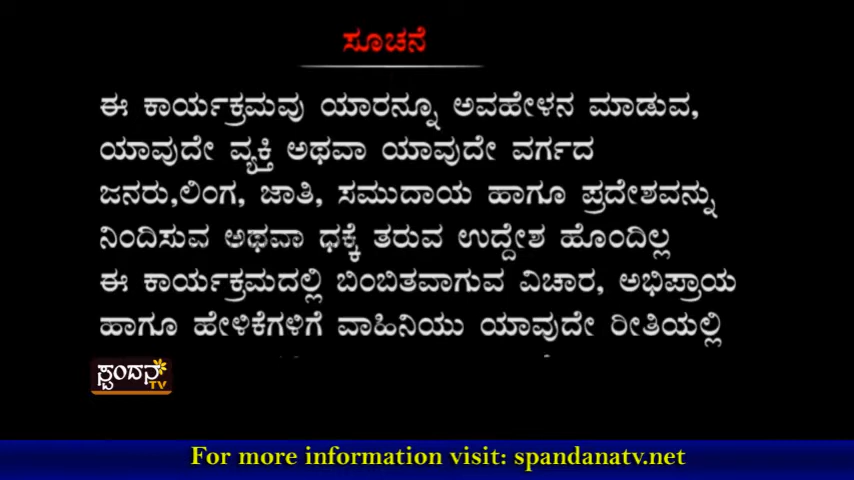 ಸೂಚನೆ
ಈ ಕಾರ್ಯಕ್ರಮವು ಯಾರನ್ನೂ ಅವಹೇಳನ ಮಾಡುವ,
ಯಾವುದೇ ವ್ಯಕ್ತಿ ಅಥವಾ ಯಾವುದೇ ವರ್ಗದ
ಜನರು,ಲಿಂಗ, ಜಾತಿ, ಸಮುದಾಯ ಹಾಗೂ ಪ್ರದೇಶವನ್ನು
ನಿಂದಿಸುವ ಅಥವಾ ಧಕ್ಕೆ ತರುವ ಉದ್ದೇಶ ಹೊಂದಿಲ್ಲ
ಈ ಕಾರ್ಯಕ್ರಮದಲ್ಲಿ ಬಿಂಬಿತವಾಗುವ ವಿಚಾರ, ಅಭಿಪ್ರಾಯ
ಹಾಗೂ ಹೇಳಿಕೆಗಳಿಗೆ ವಾಹಿನಿಯು ಯಾವುದೇ ರೀತಿಯಲ್ಲಿ
ಸ್ಪಂದನ
TV
For more information visit: spandanatv.net